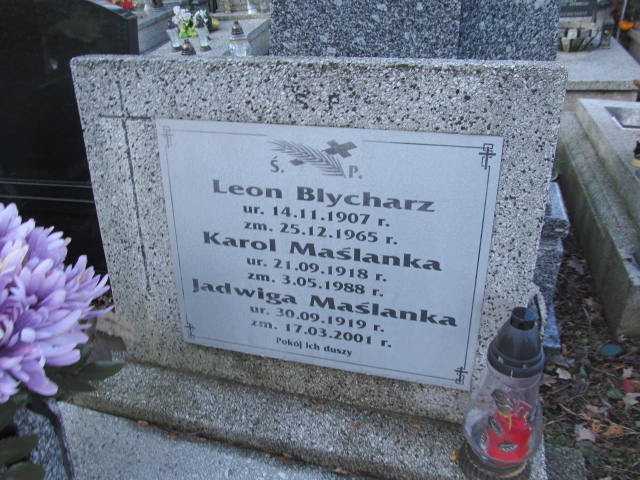 Ś. P.
Ś. P.
Leon Blycharz
ur. 14.11.1907 r.
zm. 25.12.1965 r.
Karol Maślanka
ur. 21.09.1918 r.
zm. 3.05.1988 r.
Jadwiga Maślanka
ur. 30.09.1919 r.
zm. 17.03.2001 r.
Pokój ich duszy